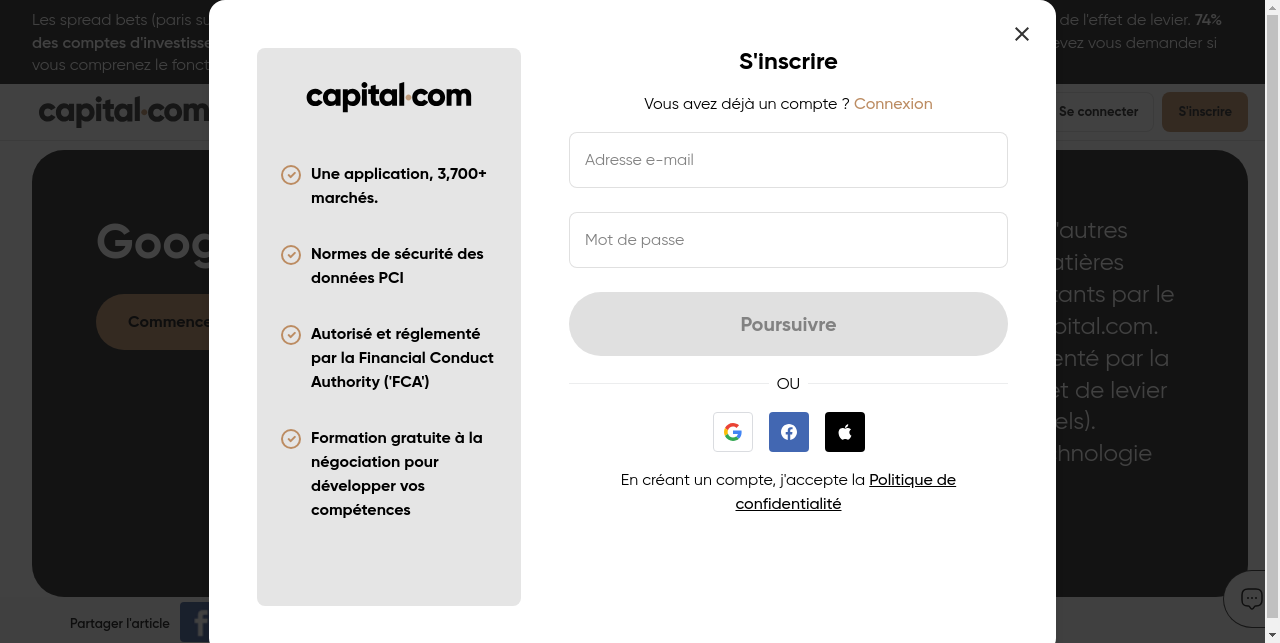 Les spread bets (paris su
de l'effet de levier. 74%
des comptes d'investisse
evez vous demander si
vous comprenez le fonct
capital.com
Se connecter
S'inscrire
Goog
Commence
'autres
atières
tants par le
pital.com.
enté par la
et de levier
els).
hnologie
Partager l'article
capital.com
Une application, 3,700+
marchés.
Normes de sécurité des
données PCI
Autorisé et réglementé
par la Financial Conduct
Authority ('FCA')
Formation gratuite à la
négociation pour
développer vos
compétences
S'inscrire
Vous avez déjà un compte ? Connexion
Adresse e-mail
Mot de passe
Poursuivre
OU
En créant un compte, j'accepte la Politique de
confidentialité